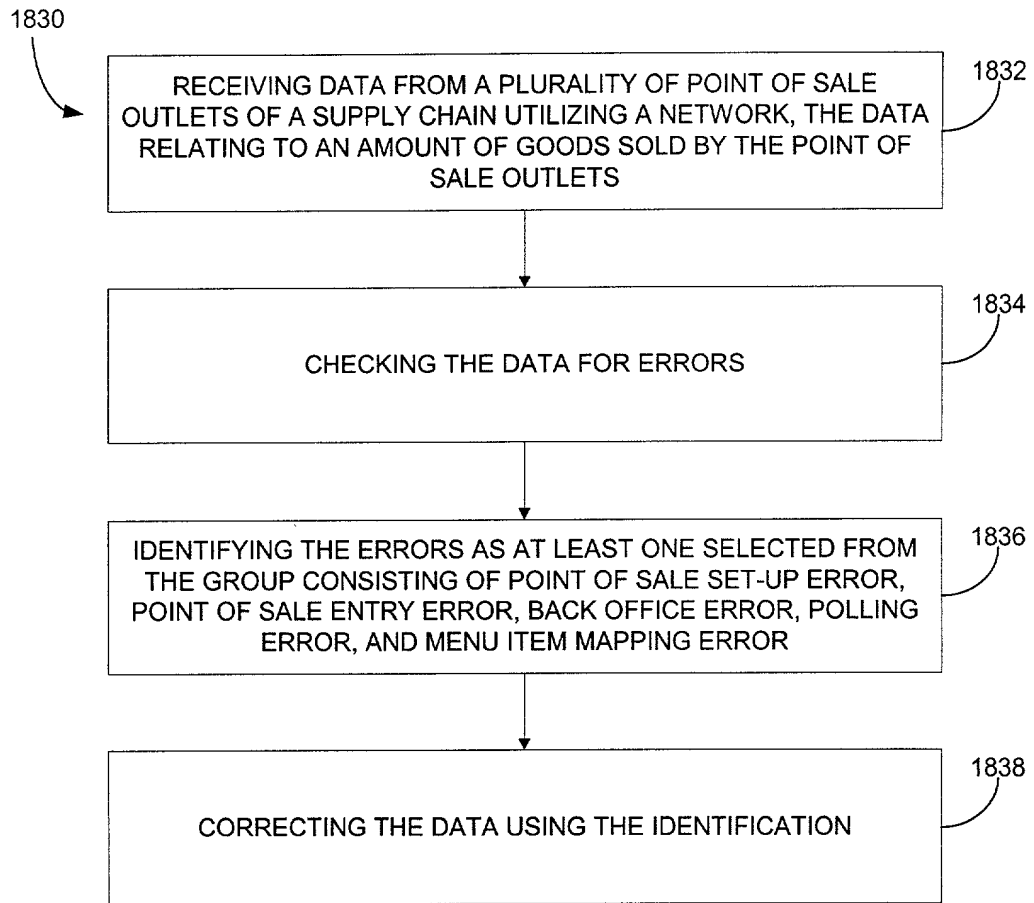 1830
RECEIVING DATA FROM A PLURALITY OF POINT OF SALE
OUTLETS OF A SUPPLY CHAIN UTILIZING A NETWORK, THE DATA
RELATING TO AN AMOUNT OF GOODS SOLD BY THE POINT OF
SALE OUTLETS
1832
CHECKING THE DATA FOR ERRORS
1834
IDENTIFYING THE ERRORS AS AT LEAST ONE SELECTED FROM
THE GROUP CONSISTING OF POINT OF SALE SET-UP ERROR,
POINT OF SALE ENTRY ERROR, BACK OFFICE ERROR, POLLING
ERROR, AND MENU ITEM MAPPING ERROR
1836
CORRECTING THE DATA USING THE IDENTIFICATION
1838